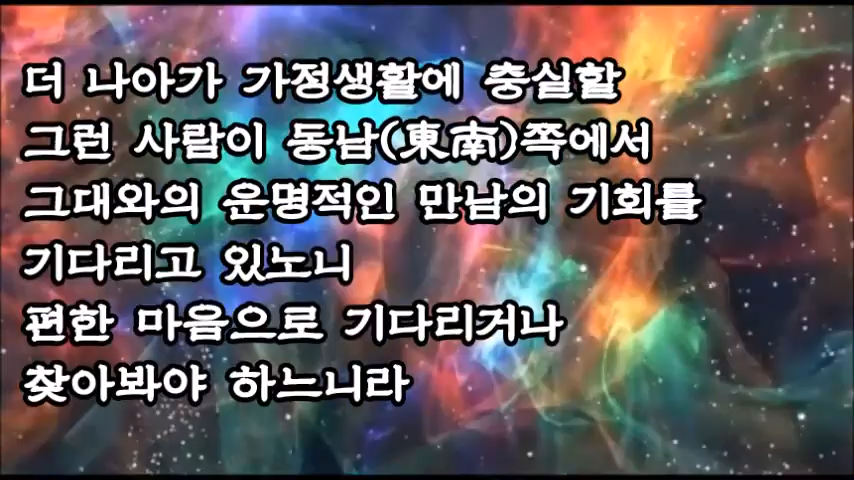 더 나아가 가정생활에 충실할
그런 사람이 동남(東南)쪽에서
그대와의 운명적인 만남의 기회를
기다리고 있노니
편한 마음으로 기다리거나
찾아봐야 하느니라